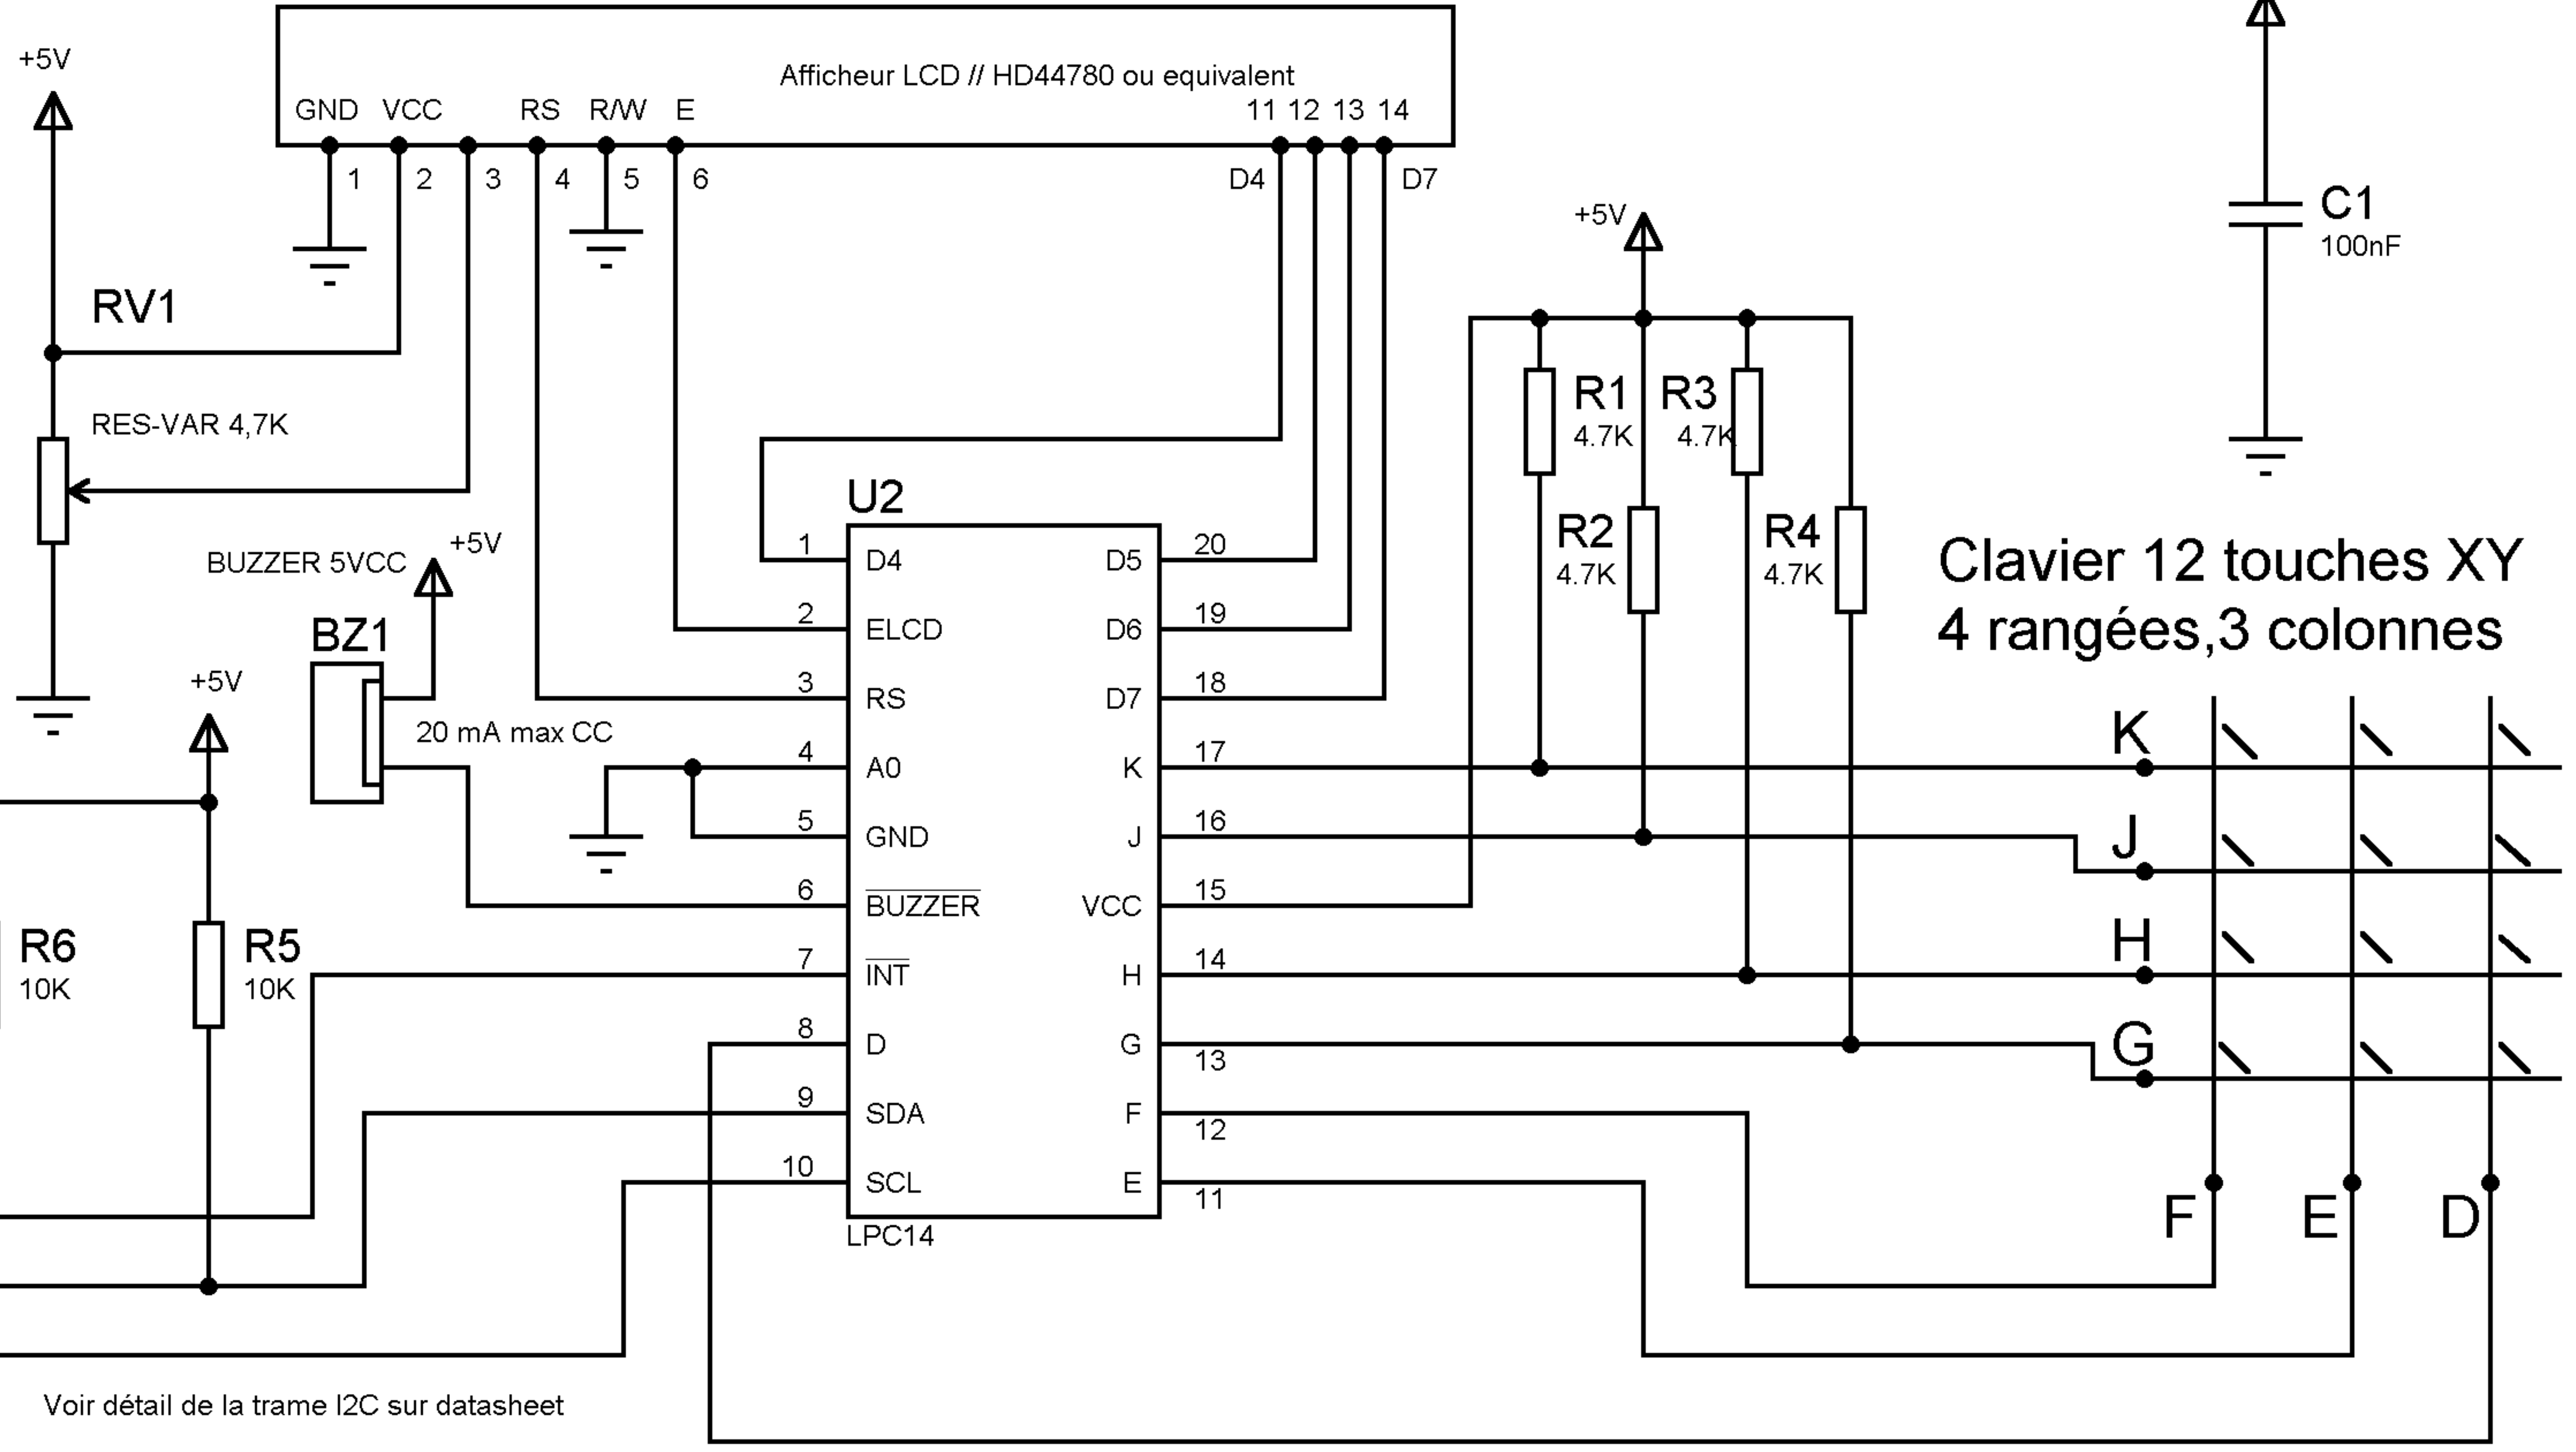 Afficheur LCD // HD44780 ou equivalent
GND VCC RS R/W E 11 12 13 14
1 2 3 4 5 6 D4 D7
+5V
RV1
RES-VAR 4,7K
+5V
C1
100nF
R1
4.7K
R3
4.7K
R2
4.7K
R4
4.7K
BUZZER 5VCC
+5V
BZ1
20 mA max CC
+5V
R6
10K
R5
10K
U2
1 D4 D5 20
2 ELCD D6 19
3 RS D7 18
4 A0 K 17
5 GND J 16
6 BUZZER VCC 15
7 INT H 14
8 D G 13
9 SDA F 12
10 SCL E 11
LPC14
Clavier 12 touches XY
4 rangées,3 colonnes
K
J
H
G
F E D
Voir détail de la trame I2C sur datasheet